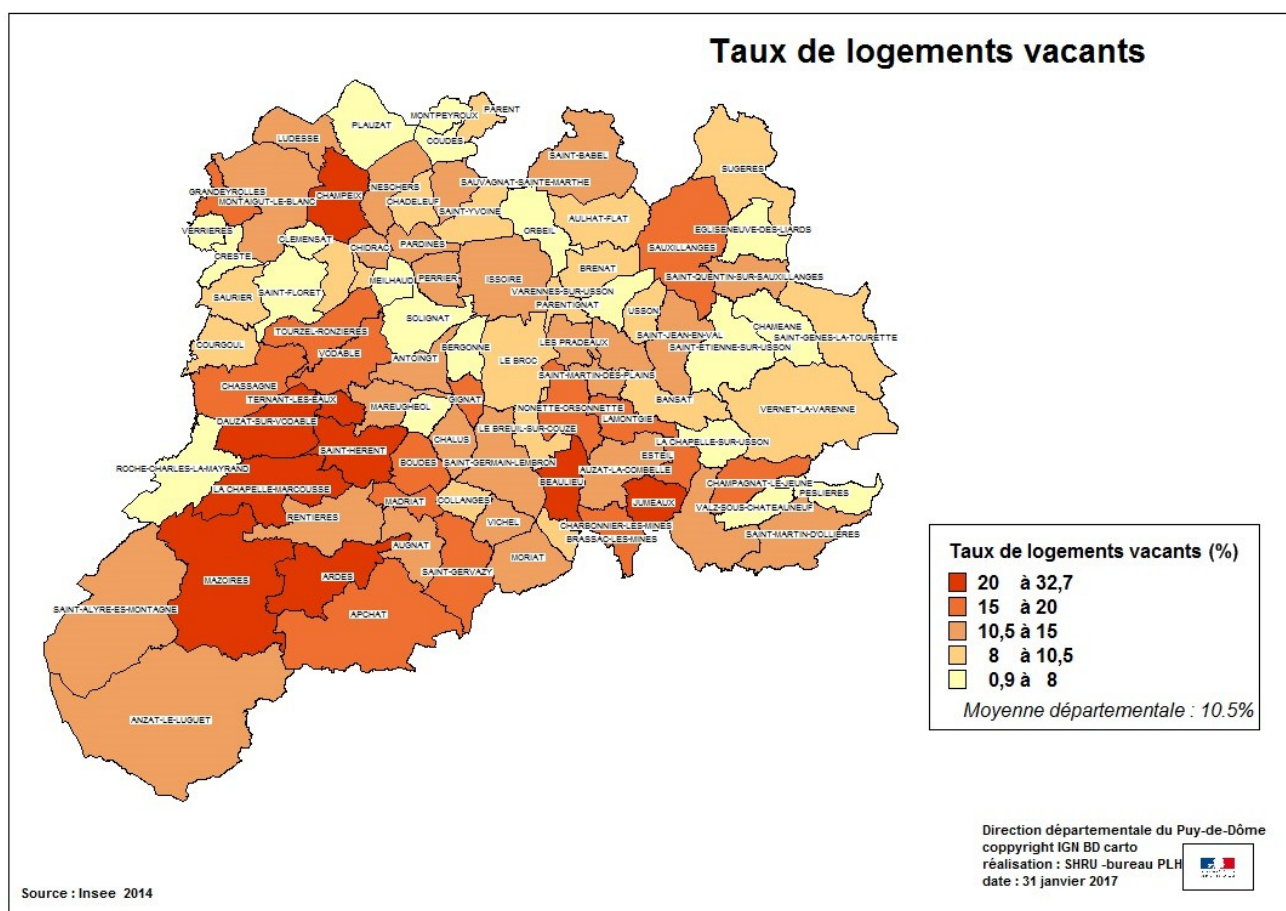 Taux de logements vacants
MONTPEYROUX
PARENT
PLAUZAT
LUDESSE
COUDES
SAINT-BABEL
SUGERES
GRANDEYROLLES
MONTAIGUT-LE-BLANC
CHAMPEIX
NESCHERS
CHADELEUF
SAUVAGNAT-SAINTE-MARTHE
SAINT-YVOINE
AULHAT-FLAT
VERRIERES
CLEMENSAT
CHIDRAC
PARDINES
ORBEIL
SAUXILLANGES
EGLISENEUVE-DES-LIARDS
CRESTE
SAURIER
SAINT-FLORET
MEILHAUD
PERRIER
ISSOIRE
BRENAT
SAINT-QUENTIN-SUR-SAUXILLANGES
VARENNES-SUR-USSON
PARENTIGNAT
USSON
SOLIGNAT
TOURZEL-RONZIERES
COURGOUL
VODABLE
ANTOINGT
BERGONNE
LE BROC
LES PRADEAUX
SAINT-JEAN-EN-VAL
CHAMEANE
SAINT-GENES-LA-TOURETTE
SAINT-ETIENNE-SUR-USSON
CHASSAGNE
TERNANT-LES-EAUX
MAREUGHEOL
GIGNAT
SAINT-MARTIN-DES-PLAINS
BANSAT
VERNET-LA-VARENNE
DAUZAT-SUR-VODABLE
NONETTE-ORSONNETTE
LAMONTGIE
LE BREUIL-SUR-COUZE
CHALUS
LA CHAPELLE-SUR-USSON
SAINT-HERENT
BOUDES
SAINT-GERMAIN-LEMBRON
ESTEIL
AUZAT-LA-COMBELLE
ROCHE-CHARLES-LA-MAYRAND
LA CHAPELLE-MARCOUSSE
BEAULIEU
JUMEAUX
CHAMPAGNAT-LE-JEUNE
PESLIERES
VALZ-SOUS-CHATEAUNEUF
MADRIAT
COLLANGES
RENTIERES
VICHEL
CHARBONNIER-LES-MINES
BRASSAC-LES-MINES
SAINT-MARTIN-D'OLLIERES
AUGNAT
MORIAT
SAINT-GERVAZY
MAZOIRES
ARDES
SAINT-ALYRE-ES-MONTAGNE
APCHAT
ANZAT-LE-LUGUET
Taux de logements vacants (%)
20 à 32,7
15 à 20
10,5 à 15
8 à 10,5
0,9 à 8
Moyenne départementale : 10.5%
Direction départementale du Puy-de-Dôme
coppyright IGN BD carto
réalisation : SHRU -bureau PLH
date : 31 janvier 2017
Source : Insee 2014